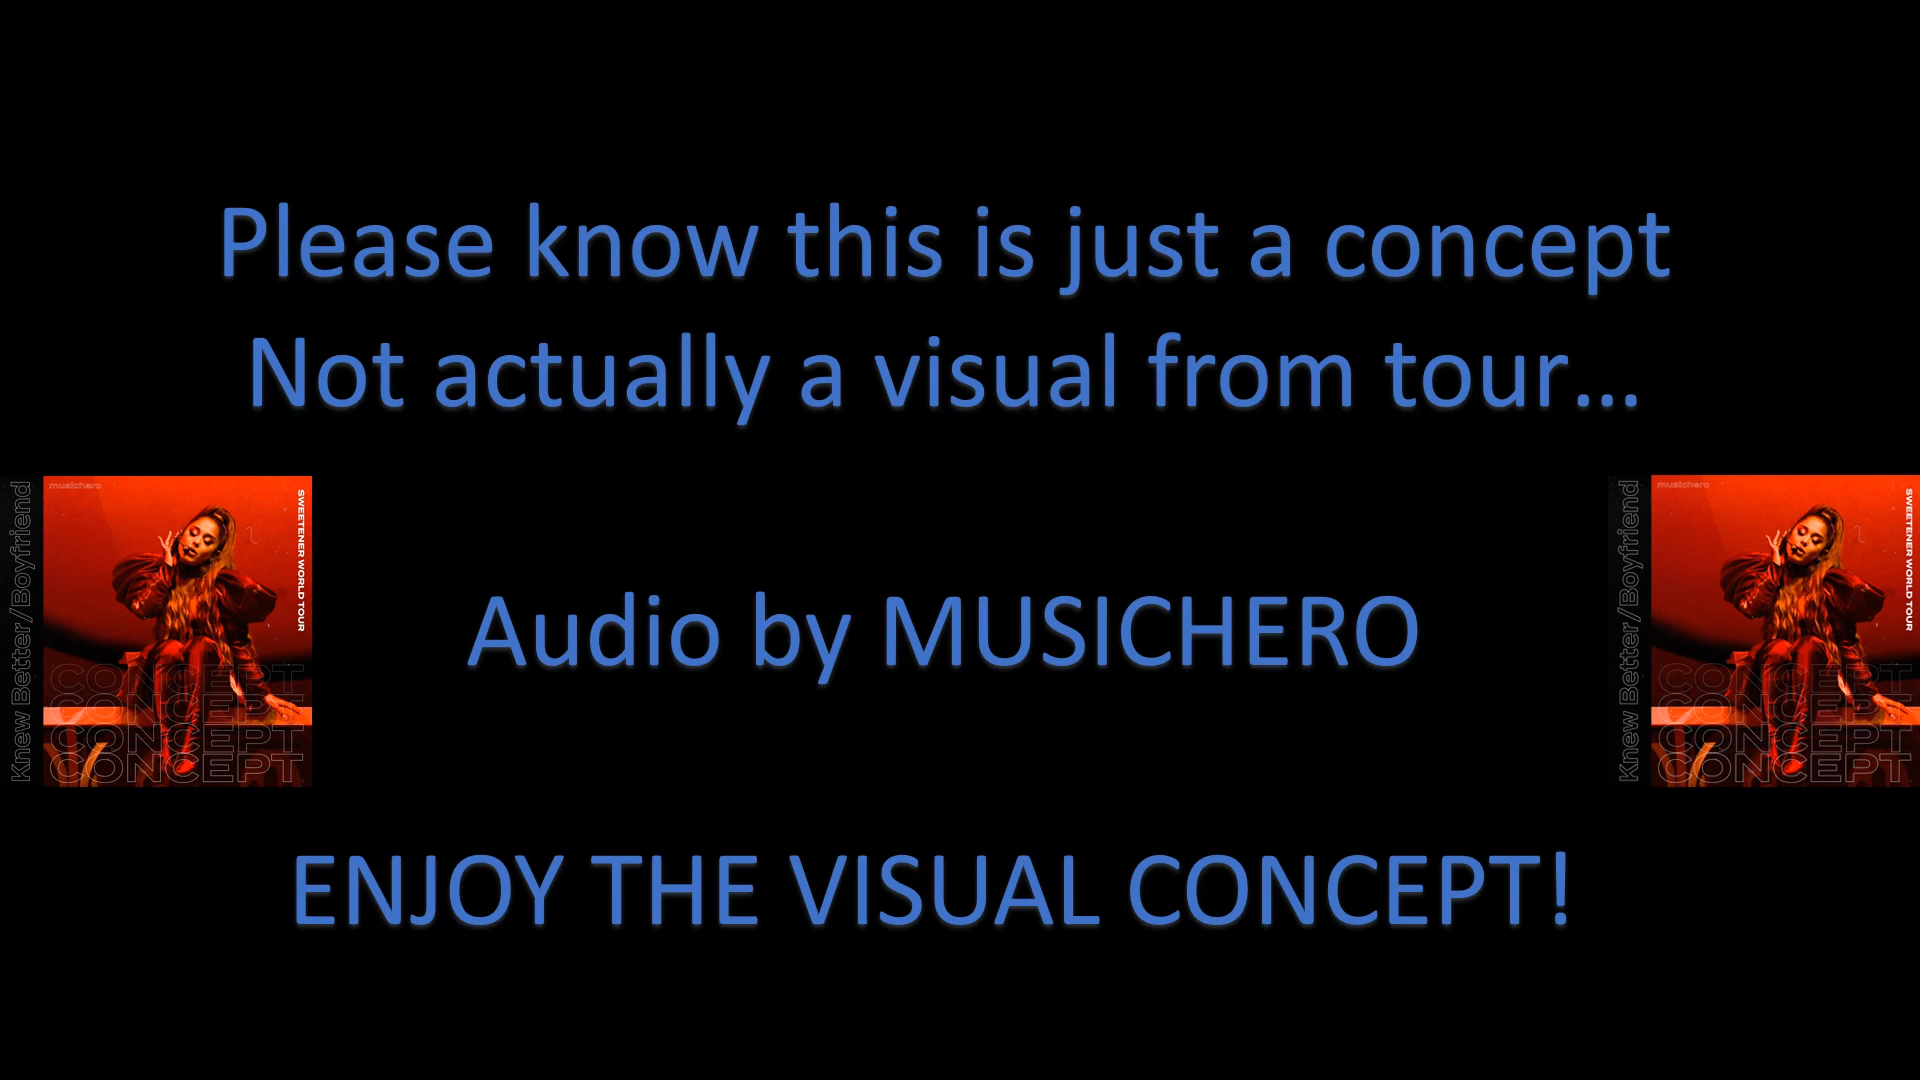 Please know this is just a concept
Not actually a visual from tour...
musichero
SWEETENER WORLD TOUR
Knew Better/Boyfriend
CONCEPT
CONCEPT
CONCEPT
CONCEPT
musichero
SWEETENER WORLD TOUR
Knew Better/Boyfriend
CONCEPT
CONCEPT
CONCEPT
CONCEPT
Audio by MUSICHERO
ENJOY THE VISUAL CONCEPT!